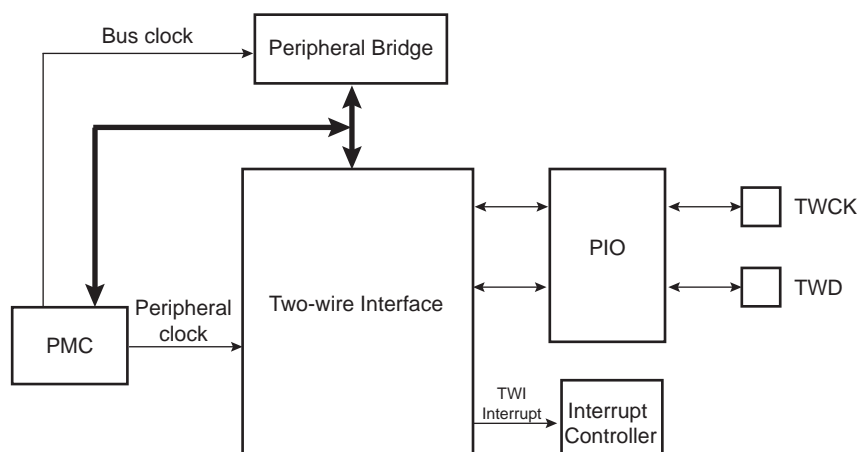 Bus clock
Peripheral Bridge
TWCK
PIO
TWD
Two-wire Interface
Peripheral
clock
PMC
TWI
Interrupt
Interrupt
Controller